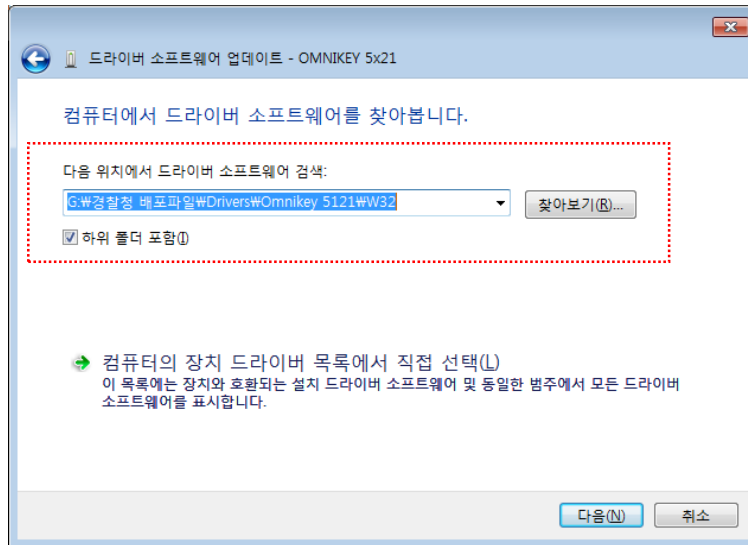 드라이버 소프트웨어 업데이트 - OMNIKEY 5x21
컴퓨터에서 드라이버 소프트웨어를 찾아봅니다.
다음 위치에서 드라이버 소프트웨어 검색:
G:₩경찰청 배포파일₩Drivers₩Omnikey 5121₩W32
찾아보기(R)...
하위 폴더 포함(I)
컴퓨터의 장치 드라이버 목록에서 직접 선택(L)
이 목록에는 장치와 호환되는 설치 드라이버 소프트웨어 및 동일한 범주에서 모든 드라이버
소프트웨어를 표시합니다.
다음(N)
취소